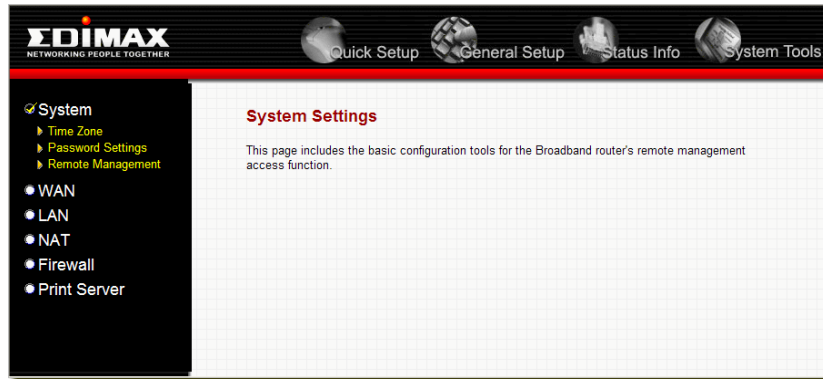 EDIMAX
NETWORKING PEOPLE TOGETHER
Quick Setup
General Setup
Status Info
System Tools
System
Time Zone
Password Settings
Remote Management
WAN
LAN
NAT
Firewall
Print Server
System Settings
This page includes the basic configuration tools for the Broadband router's remote management
access function.